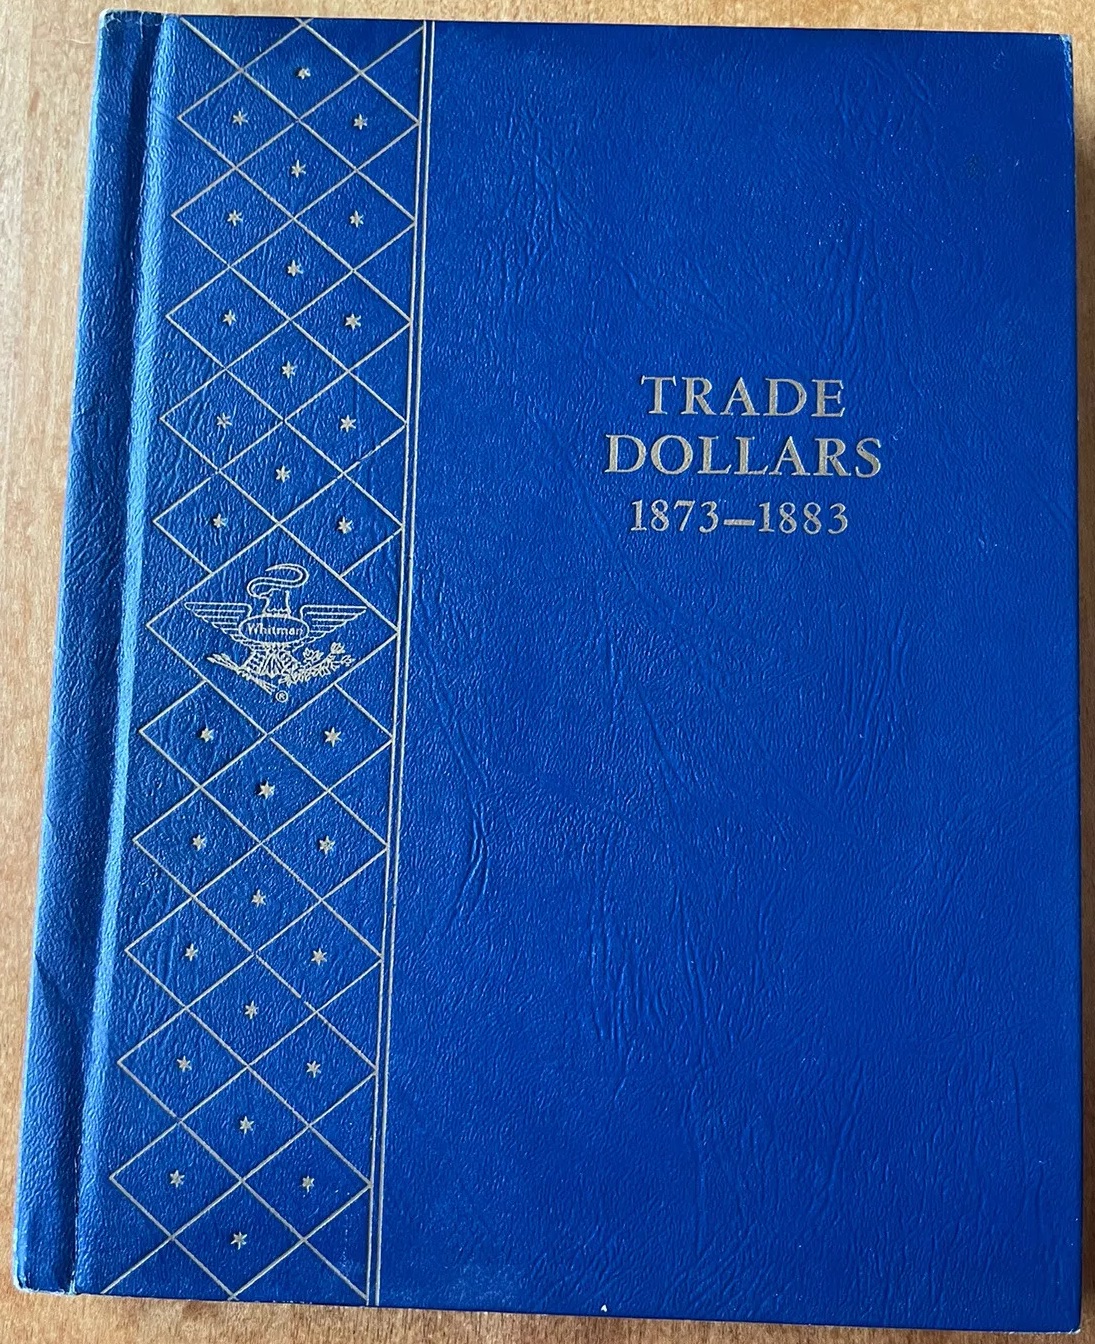 TRADE
DOLLARS
1873—1883
Whitman
®